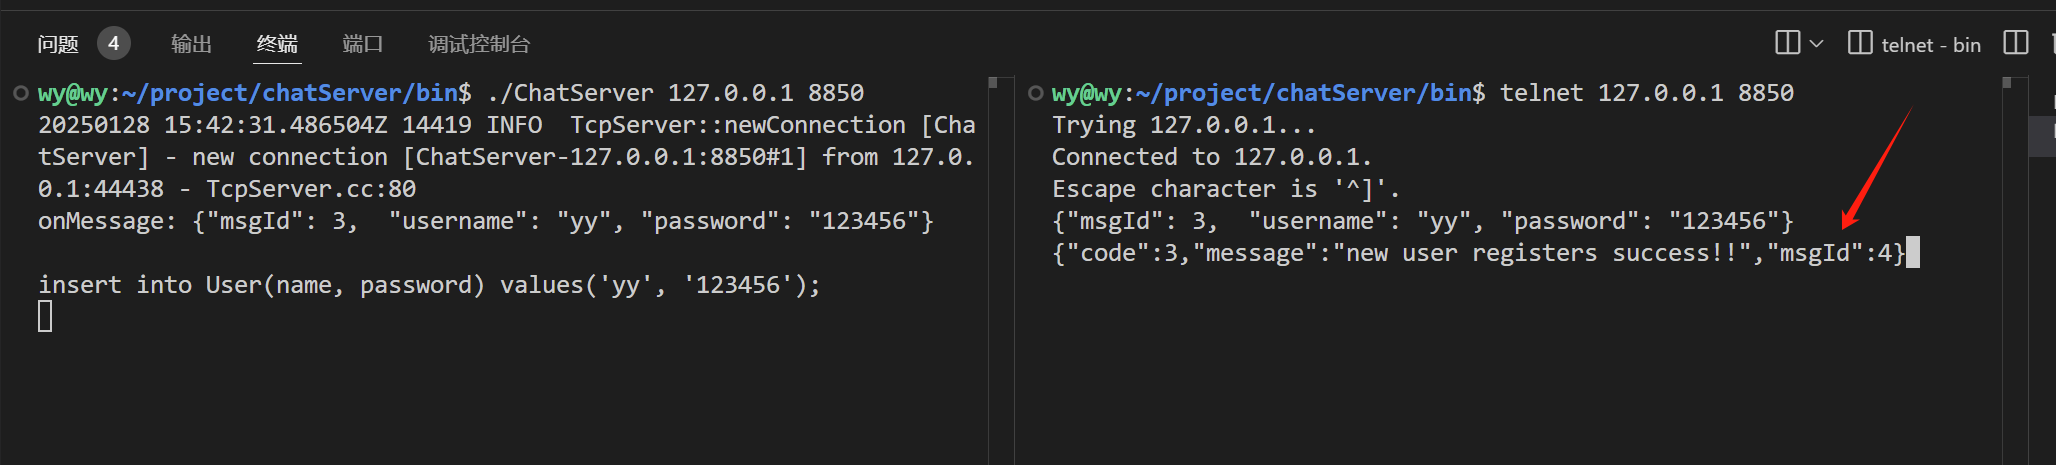 问题 4 输出 终端 端口 调试控制台
telnet - bin
wy@wy:~/project/chatServer/bin$ ./ChatServer 127.0.0.1 8850
20250128 15:42:31.486504Z 14419 INFO  TcpServer::newConnection [Cha
tServer] - new connection [ChatServer-127.0.0.1:8850#1] from 127.0.
0.1:44438 - TcpServer.cc:80
onMessage: {"msgId": 3,  "username": "yy", "password": "123456"}
insert into User(name, password) values('yy', '123456');
wy@wy:~/project/chatServer/bin$ telnet 127.0.0.1 8850
Trying 127.0.0.1...
Connected to 127.0.0.1.
Escape character is '^]'.
{"msgId": 3,  "username": "yy", "password": "123456"}
{"code":3,"message":"new user registers success!!","msgId":4}